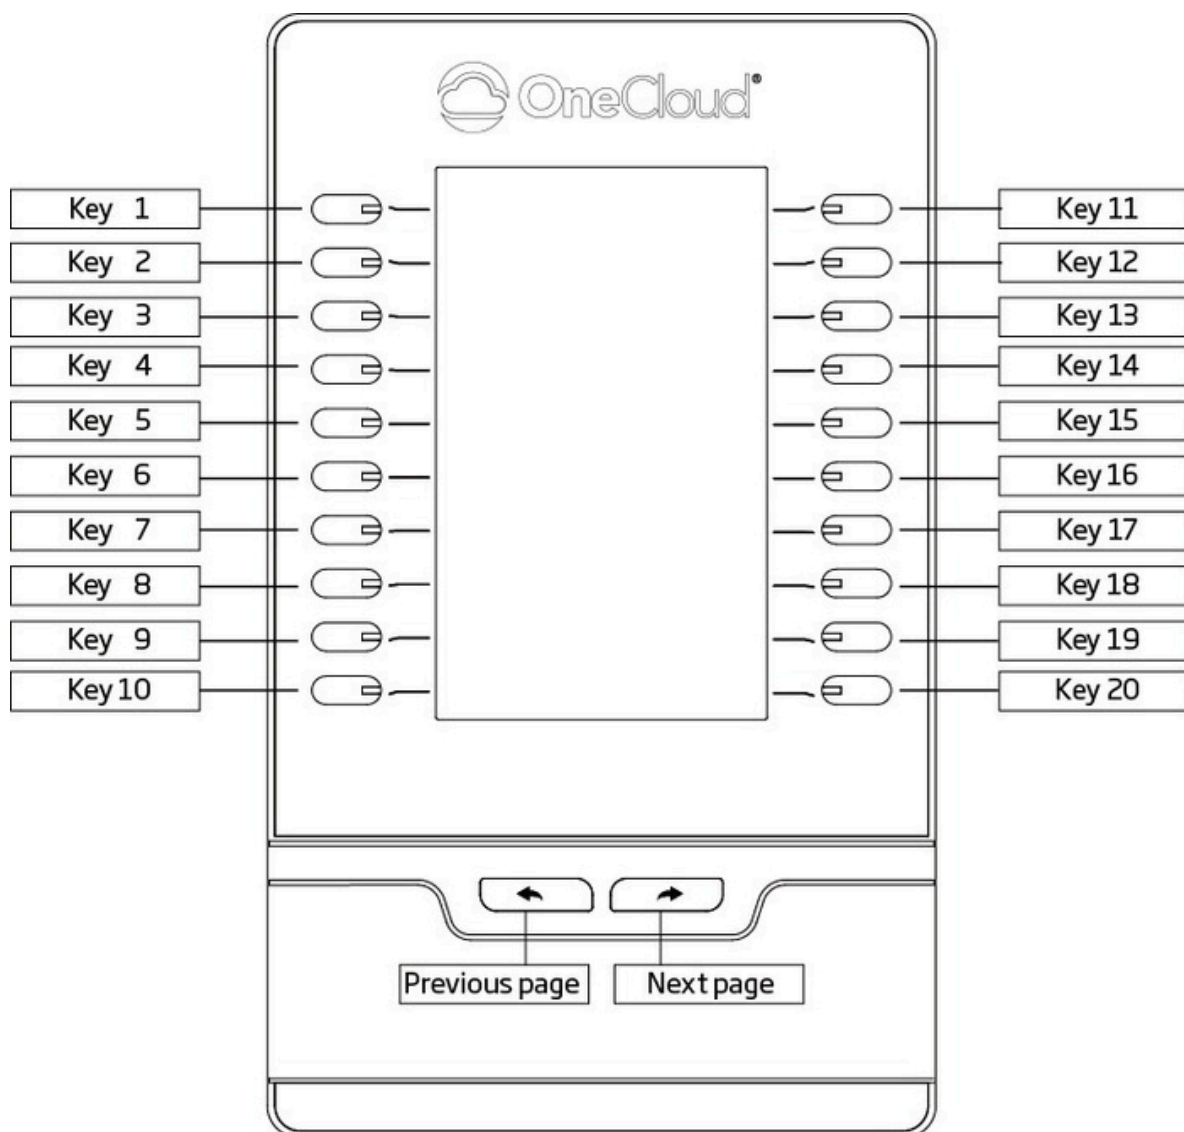 OneCloud®
Key 1
Key 2
Key 3
Key 4
Key 5
Key 6
Key 7
Key 8
Key 9
Key 10
Key 11
Key 12
Key 13
Key 14
Key 15
Key 16
Key 17
Key 18
Key 19
Key 20
Previous page
Next page